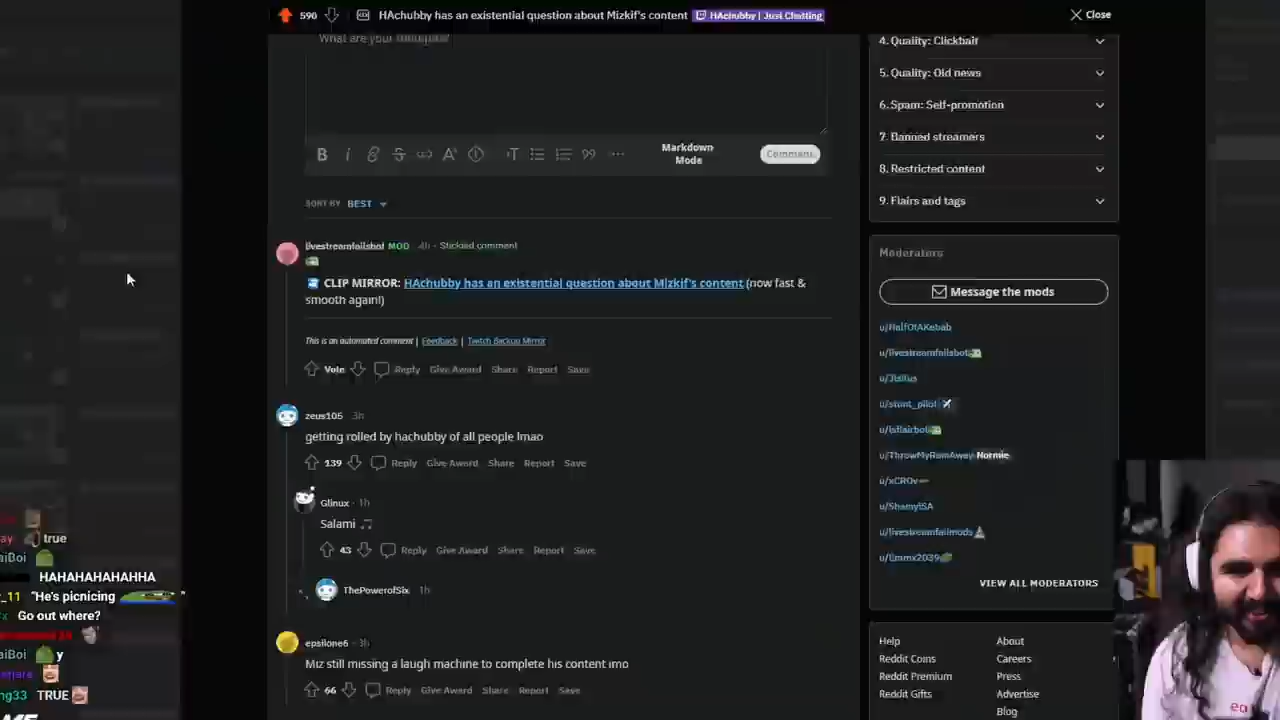 590 HAchubby has an existential question about Mizkif's content HAchubby | Just Chatting
Close
What are your thoughts?
Markdown Mode
Comment
SORT BY BEST
livestreamfailsbot MOD · 4h · Stickied comment
CLIP MIRROR: HAchubby has an existential question about Mizkif's content (now fast &
smooth again!)
This is an automated comment | Feedback | Twitch Backup Mirror
Vote Reply Give Award Share Report Save
zeus105 · 3h
getting rolled by hachubby of all people lmao
139 Reply Give Award Share Report Save
Glinux · 1h
Salami 🎵
43 Reply Give Award Share Report Save
ThePowerofSix 1h
epsilone6 · 3h
Miz still missing a laugh machine to complete his content imo
66 Reply Give Award Share Report Save
4. Quality: Clickbait
5. Quality: Old news
6. Spam: Self-promotion
7. Banned streamers
8. Restricted content
9. Flairs and tags
Moderators
Message the mods
u/HalfOfAKebab
u/livestreamfailsbot
u/stunt_pilot
u/lsflairbot
u/ThrowMyRamAway Normie
u/xCROv
u/ShamyISA
u/livestreamfailmods
VIEW ALL MODERATORS
Help
About
Reddit Coins
Careers
Reddit Premium
Press
Reddit Gifts
Advertise
Blog
true
HAHAHAHAHAHHA
_11 "He's picnicing "
Go out where?
y
ng33 TRUE